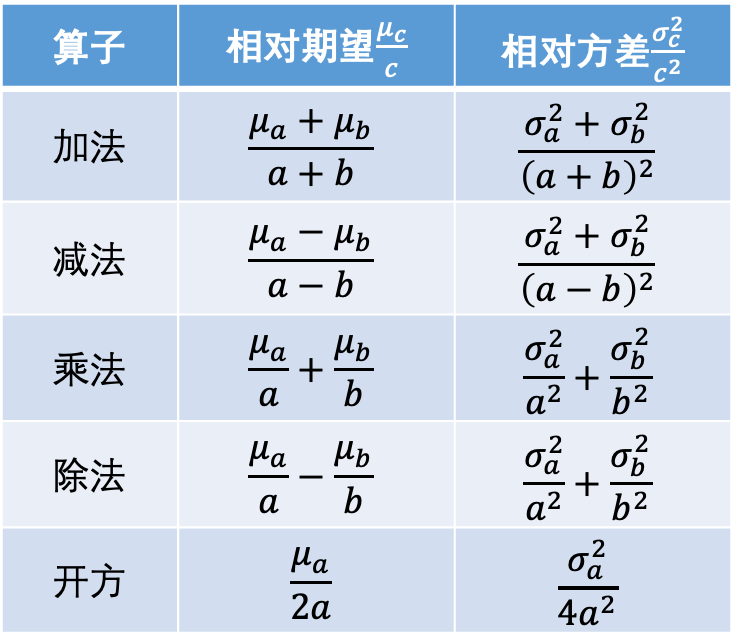 算子 相对期望 $\frac{\mu_c}{c}$ 相对方差 $\frac{\sigma_c^2}{c^2}$
加法 $\frac{\mu_a + \mu_b}{a + b}$ $\frac{\sigma_a^2 + \sigma_b^2}{(a + b)^2}$
减法 $\frac{\mu_a - \mu_b}{a - b}$ $\frac{\sigma_a^2 + \sigma_b^2}{(a - b)^2}$
乘法 $\frac{\mu_a}{a} + \frac{\mu_b}{b}$ $\frac{\sigma_a^2}{a^2} + \frac{\sigma_b^2}{b^2}$
除法 $\frac{\mu_a}{a} - \frac{\mu_b}{b}$ $\frac{\sigma_a^2}{a^2} + \frac{\sigma_b^2}{b^2}$
开方 $\frac{\mu_a}{2a}$ $\frac{\sigma_a^2}{4a^2}$